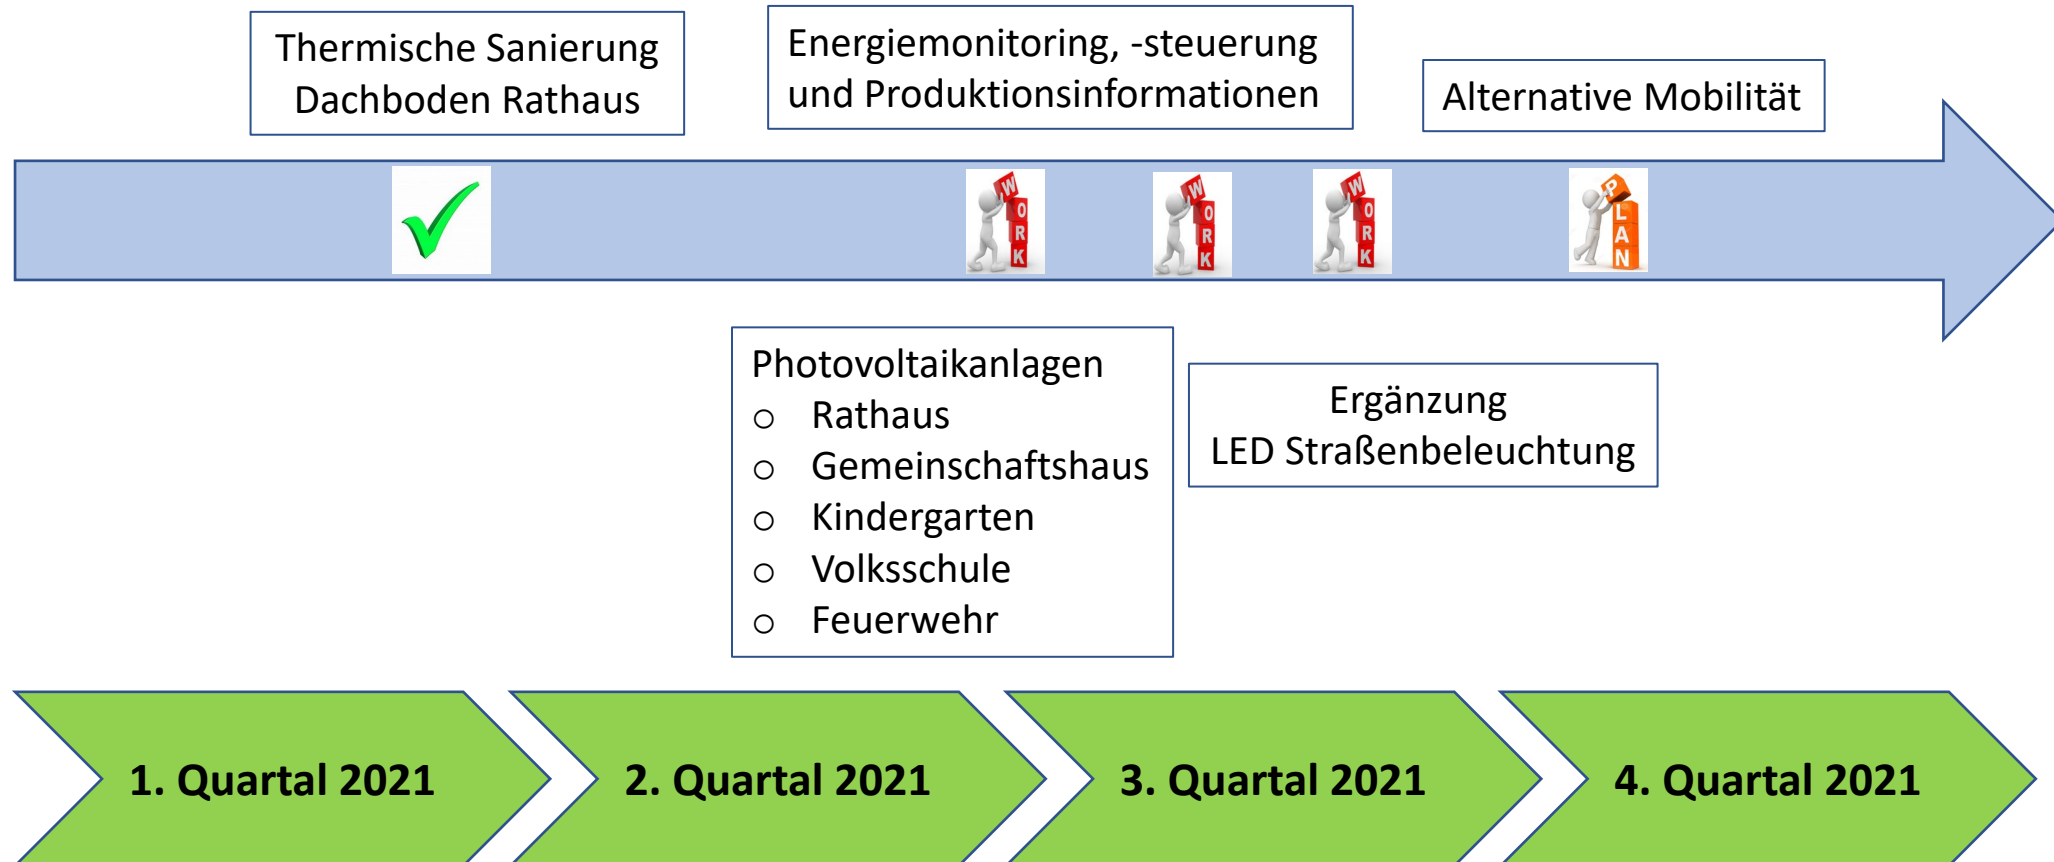 Thermische Sanierung
Dachboden Rathaus
Energiemonitoring, -steuerung
und Produktionsinformationen
Alternative Mobilität
WORK
WORK
WORK
PLAN
Photovoltaikanlagen
o Rathaus
o Gemeinschaftshaus
o Kindergarten
o Volksschule
o Feuerwehr
Ergänzung
LED Straßenbeleuchtung
1. Quartal 2021
2. Quartal 2021
3. Quartal 2021
4. Quartal 2021